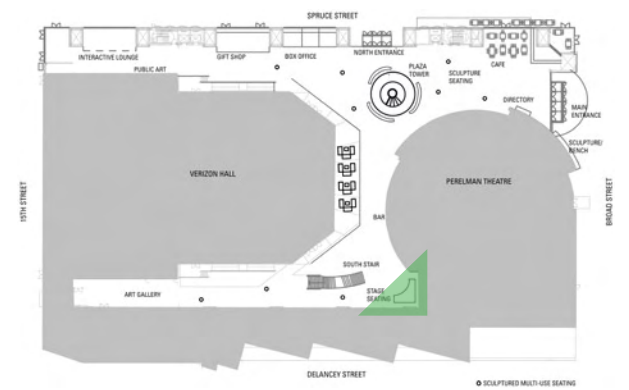 SPRUCE STREET
INTERACTIVE LOUNGE
GIFT SHOP
BOX OFFICE
NORTH ENTRANCE
CAFE
PUBLIC ART
PLAZA
TOWER
SCULPTURE
SEATING
DIRECTORY
MAIN
ENTRANCE
SCULPTURE/
BENCH
VERIZON HALL
PERELMAN THEATRE
15TH STREET
BROAD STREET
BAR
SOUTH STAIR
ART GALLERY
STAGE
SEATING
DELANCEY STREET
SCULPTURED MULTI-USE SEATING